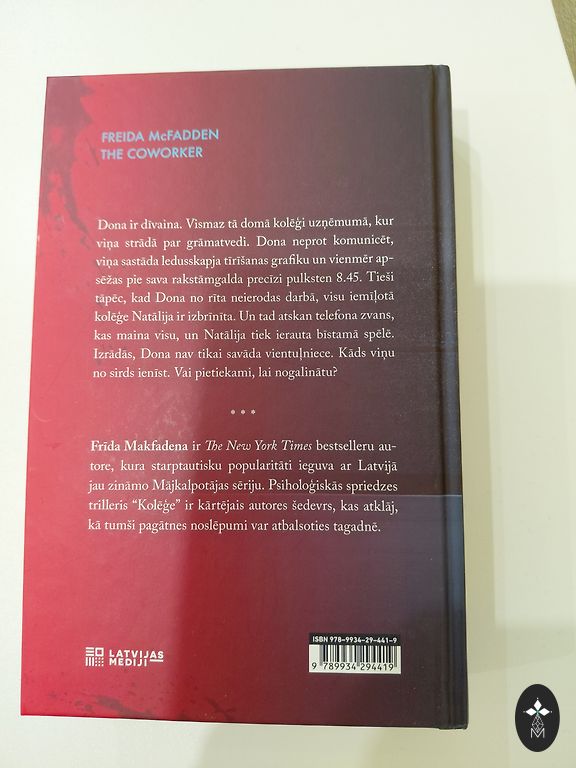 FREIDA McFADDEN
THE COWORKER
Dona ir dīvaina. Vismaz tā domā kolēģi uzņēmumā, kur
viņa strādā par grāmatvedi. Dona neprot komunicēt,
viņa sastāda ledusskapja tīrīšanas grafiku un vienmēr ap-
sēžas pie sava rakstāmgalda precīzi pulksten 8.45. Tieši
tāpēc, kad Dona no rīta neierodas darbā, visu iemīļotā
kolēģe Natālija ir izbrīnīta. Un tad atskan telefona zvans,
kas maina visu, un Natālija tiek ierauta bīstamā spēlē.
Izrādās, Dona nav tikai savāda vientuļniece. Kāds viņu
no sirds ienīst. Vai pietiekami, lai nogalinātu?
* * *
Frīda Makfadena ir The New York Times bestselleru au-
tore, kura starptautisku popularitāti ieguva ar Latvijā
jau zināmo Mājkalpotājas sēriju. Psiholoģiskās spriedzes
trilleris “Kolēģe” ir kārtējais autores šedevrs, kas atklāj,
kā tumši pagātnes noslēpumi var atbalsoties tagadnē.
LATVIJAS
MEDIJI
ISBN 978-9934-29-441-9
9 789934 294419
M